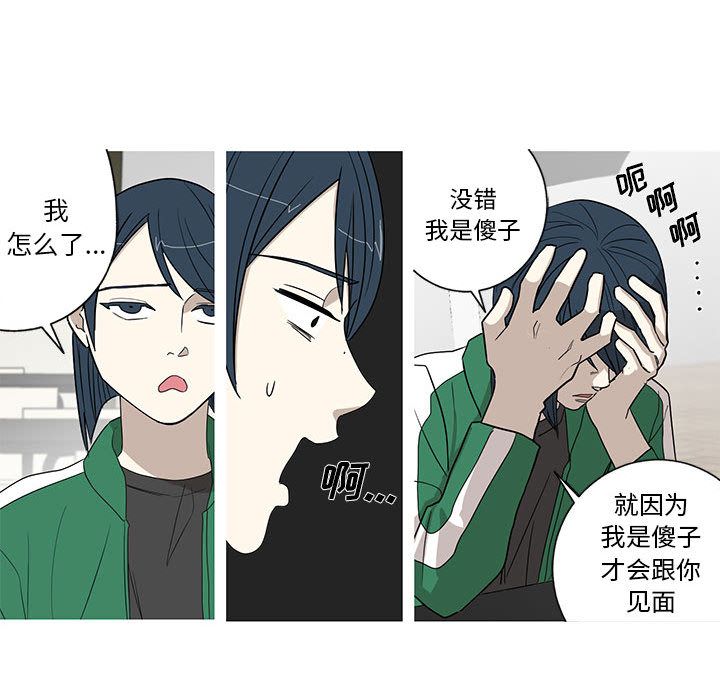 我
怎么了...
啊...
没错
我是傻子
呃啊啊....
就因为
我是傻子
才会跟你
见面